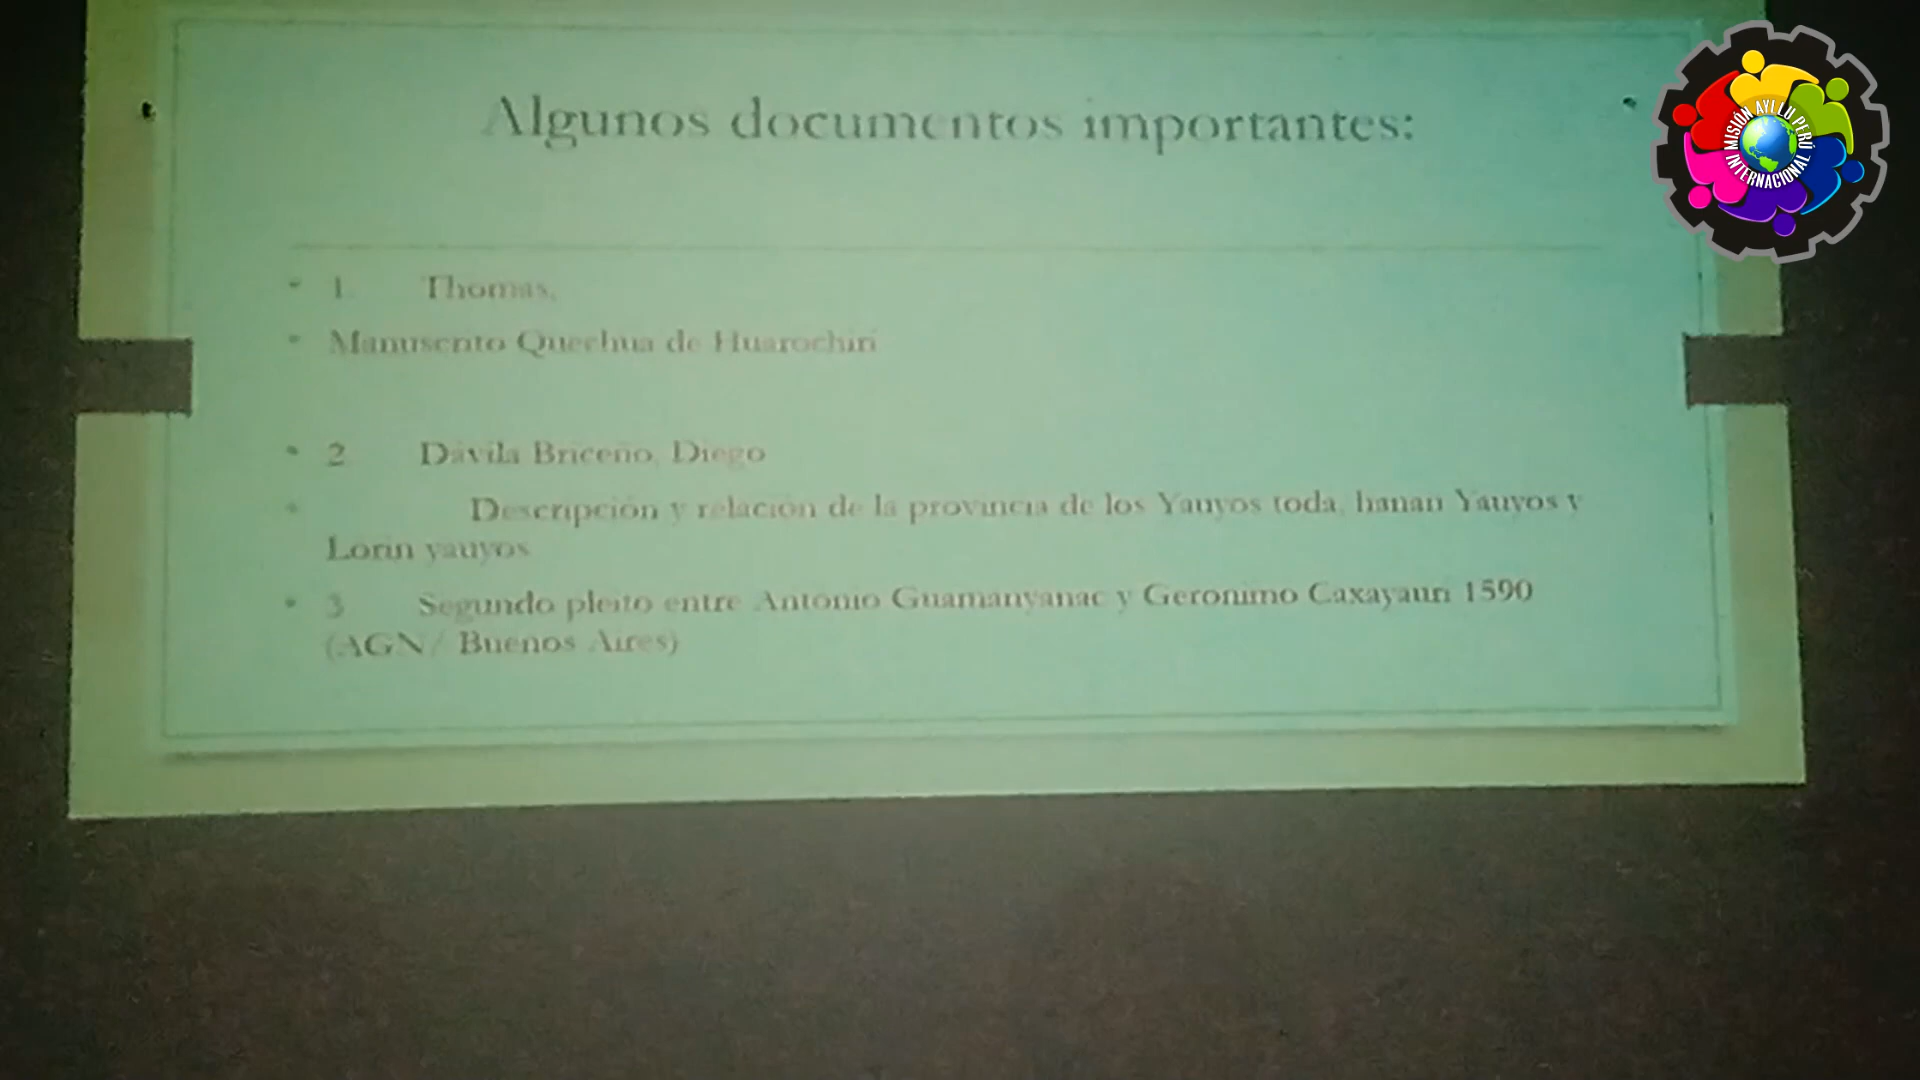 Algunos documentos importantes:
• 1. Thomas,
• Manuscrito Quechua de Huarochirí
• 2 Dávila Briceño, Diego
• Descripción y relación de la provincia de los Yauyos toda, hanan Yauyos y
Lorin yauyos
• 3 Segundo pleito entre Antonio Guamanyanac y Geronimo Caxayauri 1590
(AGN/ Buenos Aires)
MISIÓN AYLLU PERÚ
INTERNACIONAL